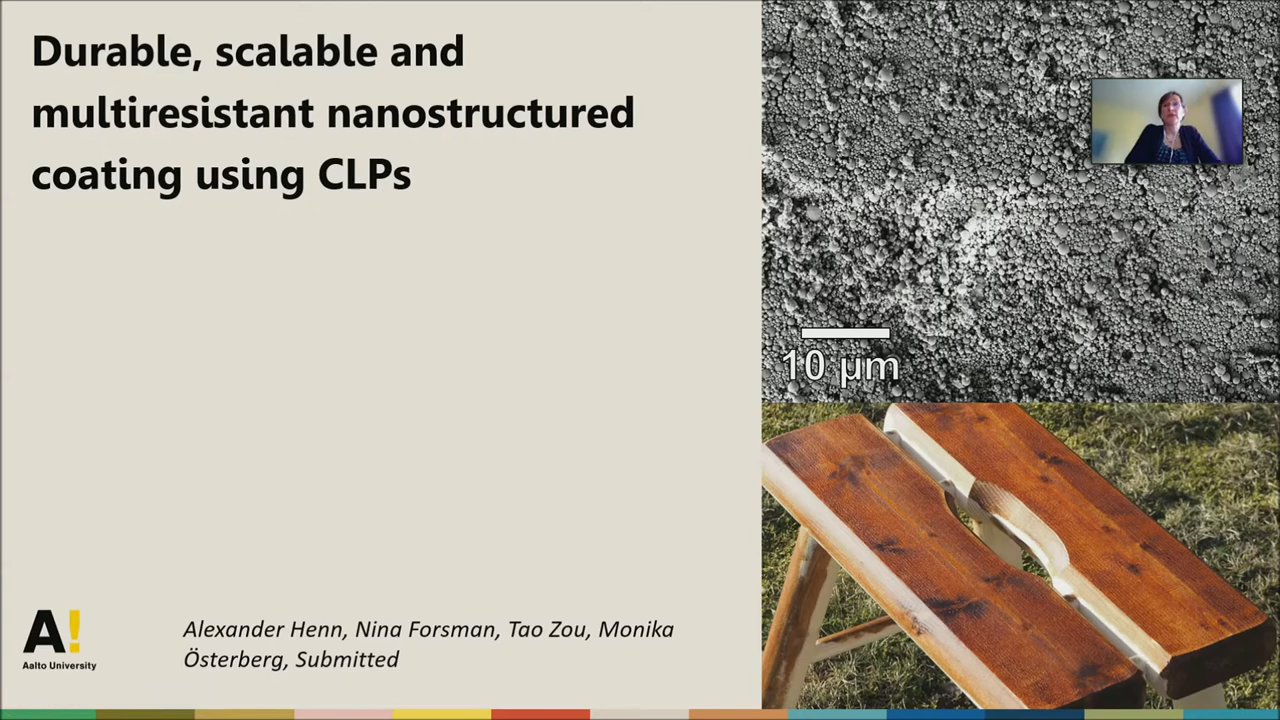 Durable, scalable and
multiresistant nanostructured
coating using CLPs
10 µm
A!
Aalto University
Alexander Henn, Nina Forsman, Tao Zou, Monika
Österberg, Submitted